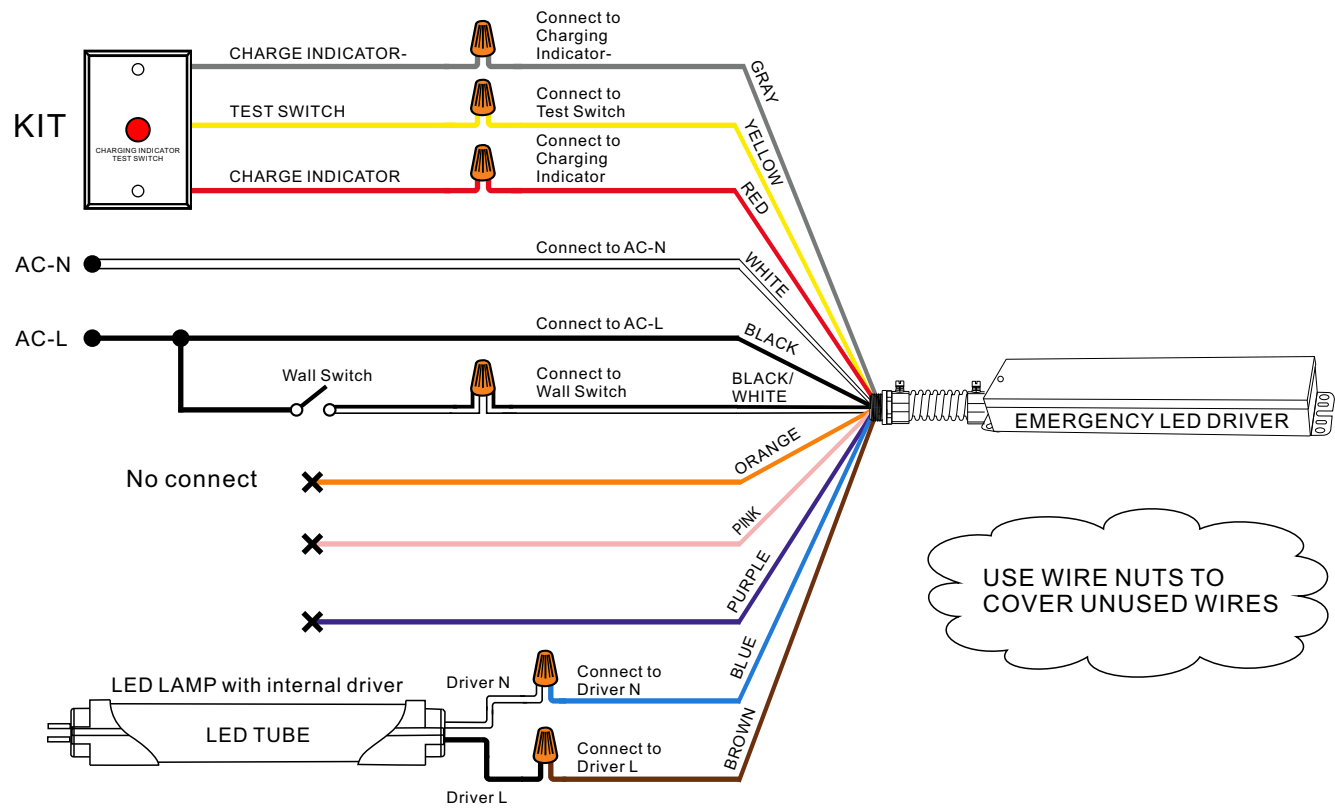 KIT
CHARGING INDICATOR
TEST SWITCH
CHARGE INDICATOR-
Connect to
Charging
Indicator-
GRAY
TEST SWITCH
Connect to
Test Switch
YELLOW
CHARGE INDICATOR
Connect to
Charging
Indicator
RED
AC-N
Connect to AC-N
WHITE
AC-L
Connect to AC-L
BLACK
Wall Switch
Connect to
Wall Switch
BLACK/
WHITE
EMERGENCY LED DRIVER
No connect
ORANGE
PINK
PURPLE
USE WIRE NUTS TO
COVER UNUSED WIRES
LED LAMP with internal driver
LED TUBE
Driver N
Connect to
Driver N
BLUE
Driver L
Connect to
Driver L
BROWN